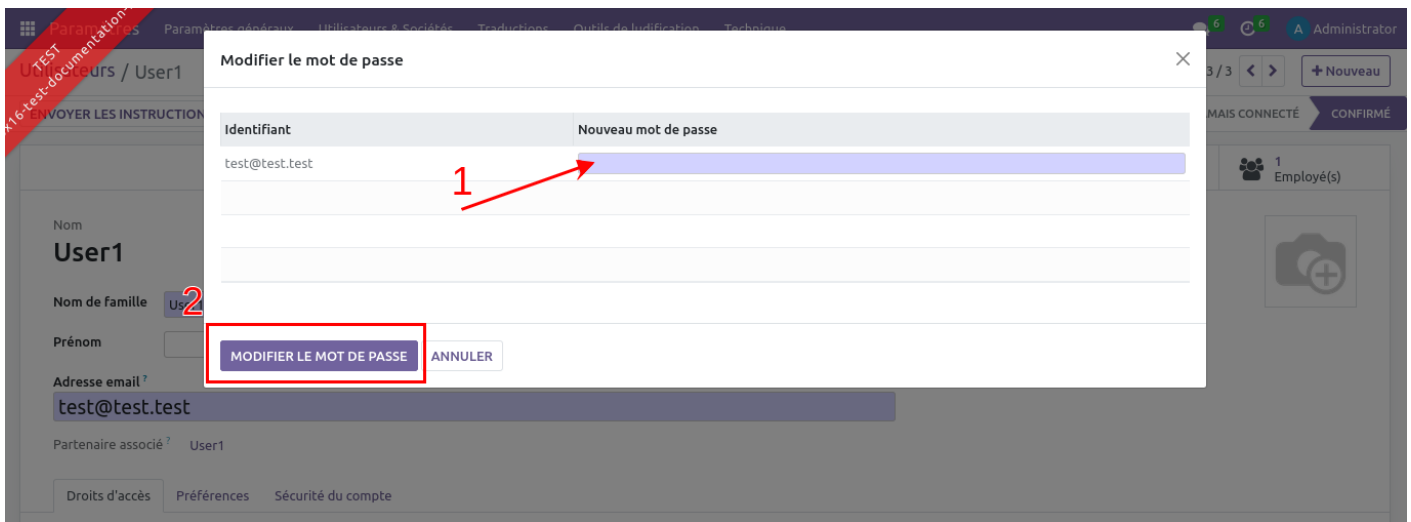 Paramètres Paramètres généraux Utilisateurs & Sociétés Traductions Outils de ludification Technique 6 6 A Administrator
TEST
x16-test-documentation-
Utilisateurs / User1
Modifier le mot de passe
3 / 3
+ Nouveau
ENVOYER LES INSTRUCTION
MAIS CONNECTÉ CONFIRMÉ
Identifiant Nouveau mot de passe
test@test.test
1
1
Employé(s)
Nom
User1
Nom de famille User1
2
Prénom
MODIFIER LE MOT DE PASSE ANNULER
Adresse email ?
test@test.test
Partenaire associé ? User1
Droits d'accès Préférences Sécurité du compte